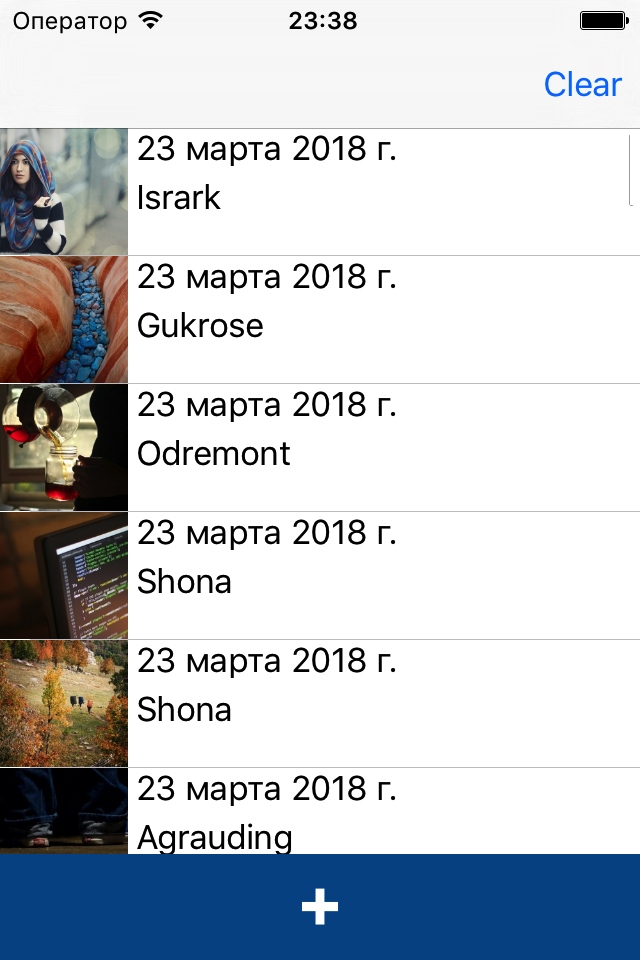 Оператор 23:38
Clear
23 марта 2018 г.
Isrark
23 марта 2018 г.
Gukrose
23 марта 2018 г.
Odremont
23 марта 2018 г.
Shona
23 марта 2018 г.
Shona
23 марта 2018 г.
Agrauding